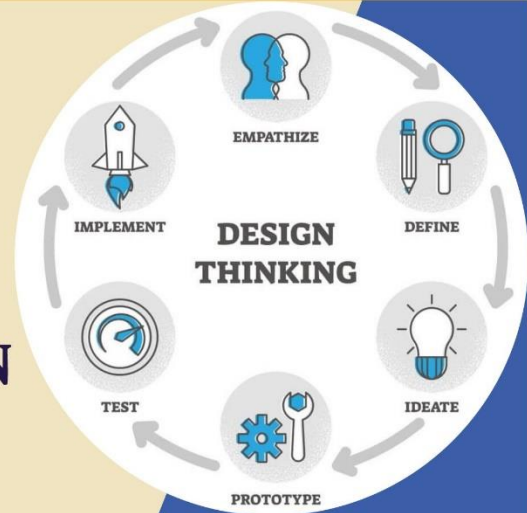 EMPATHIZE
IMPLEMENT
DEFINE
DESIGN
THINKING
N
TEST
IDEATE
PROTOTYPE